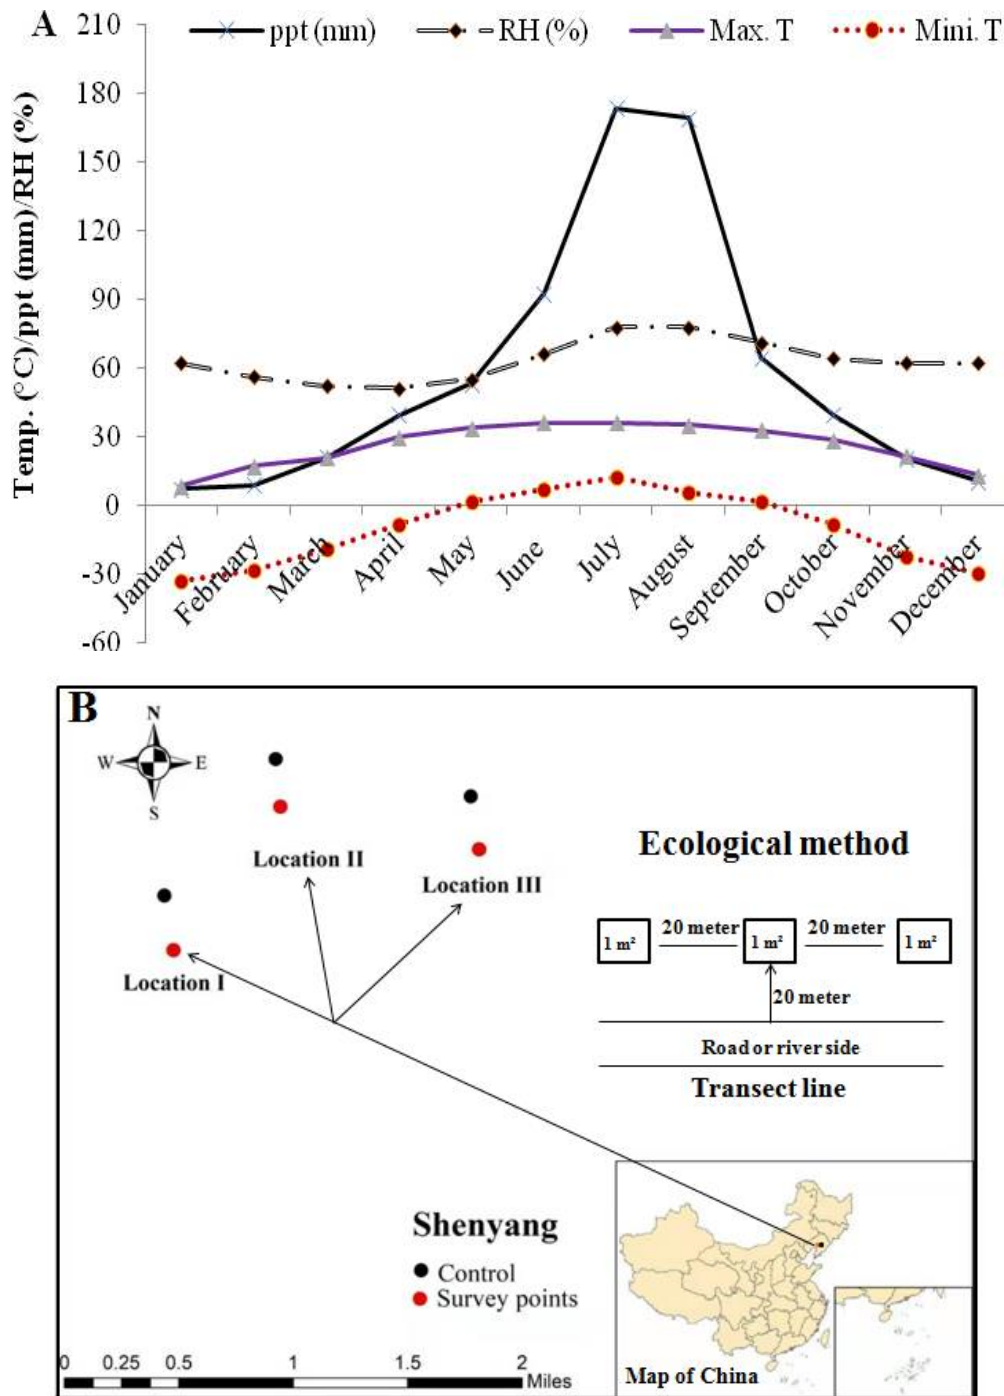 A
ppt (mm) RH (%) Max. T Mini. T
Temp. (°C)/ppt (mm)/RH (%)
210
180
150
120
90
60
30
0
-30
-60
January February March April May June July August September October November December
B
N
W E
S
Location II
Location III
Location I
Ecological method
1 m² 20 meter 1 m² 20 meter 1 m²
20 meter
Road or river side
Transect line
Shenyang
Control
Survey points
Map of China
0 0.25 0.5 1 1.5 2
Miles